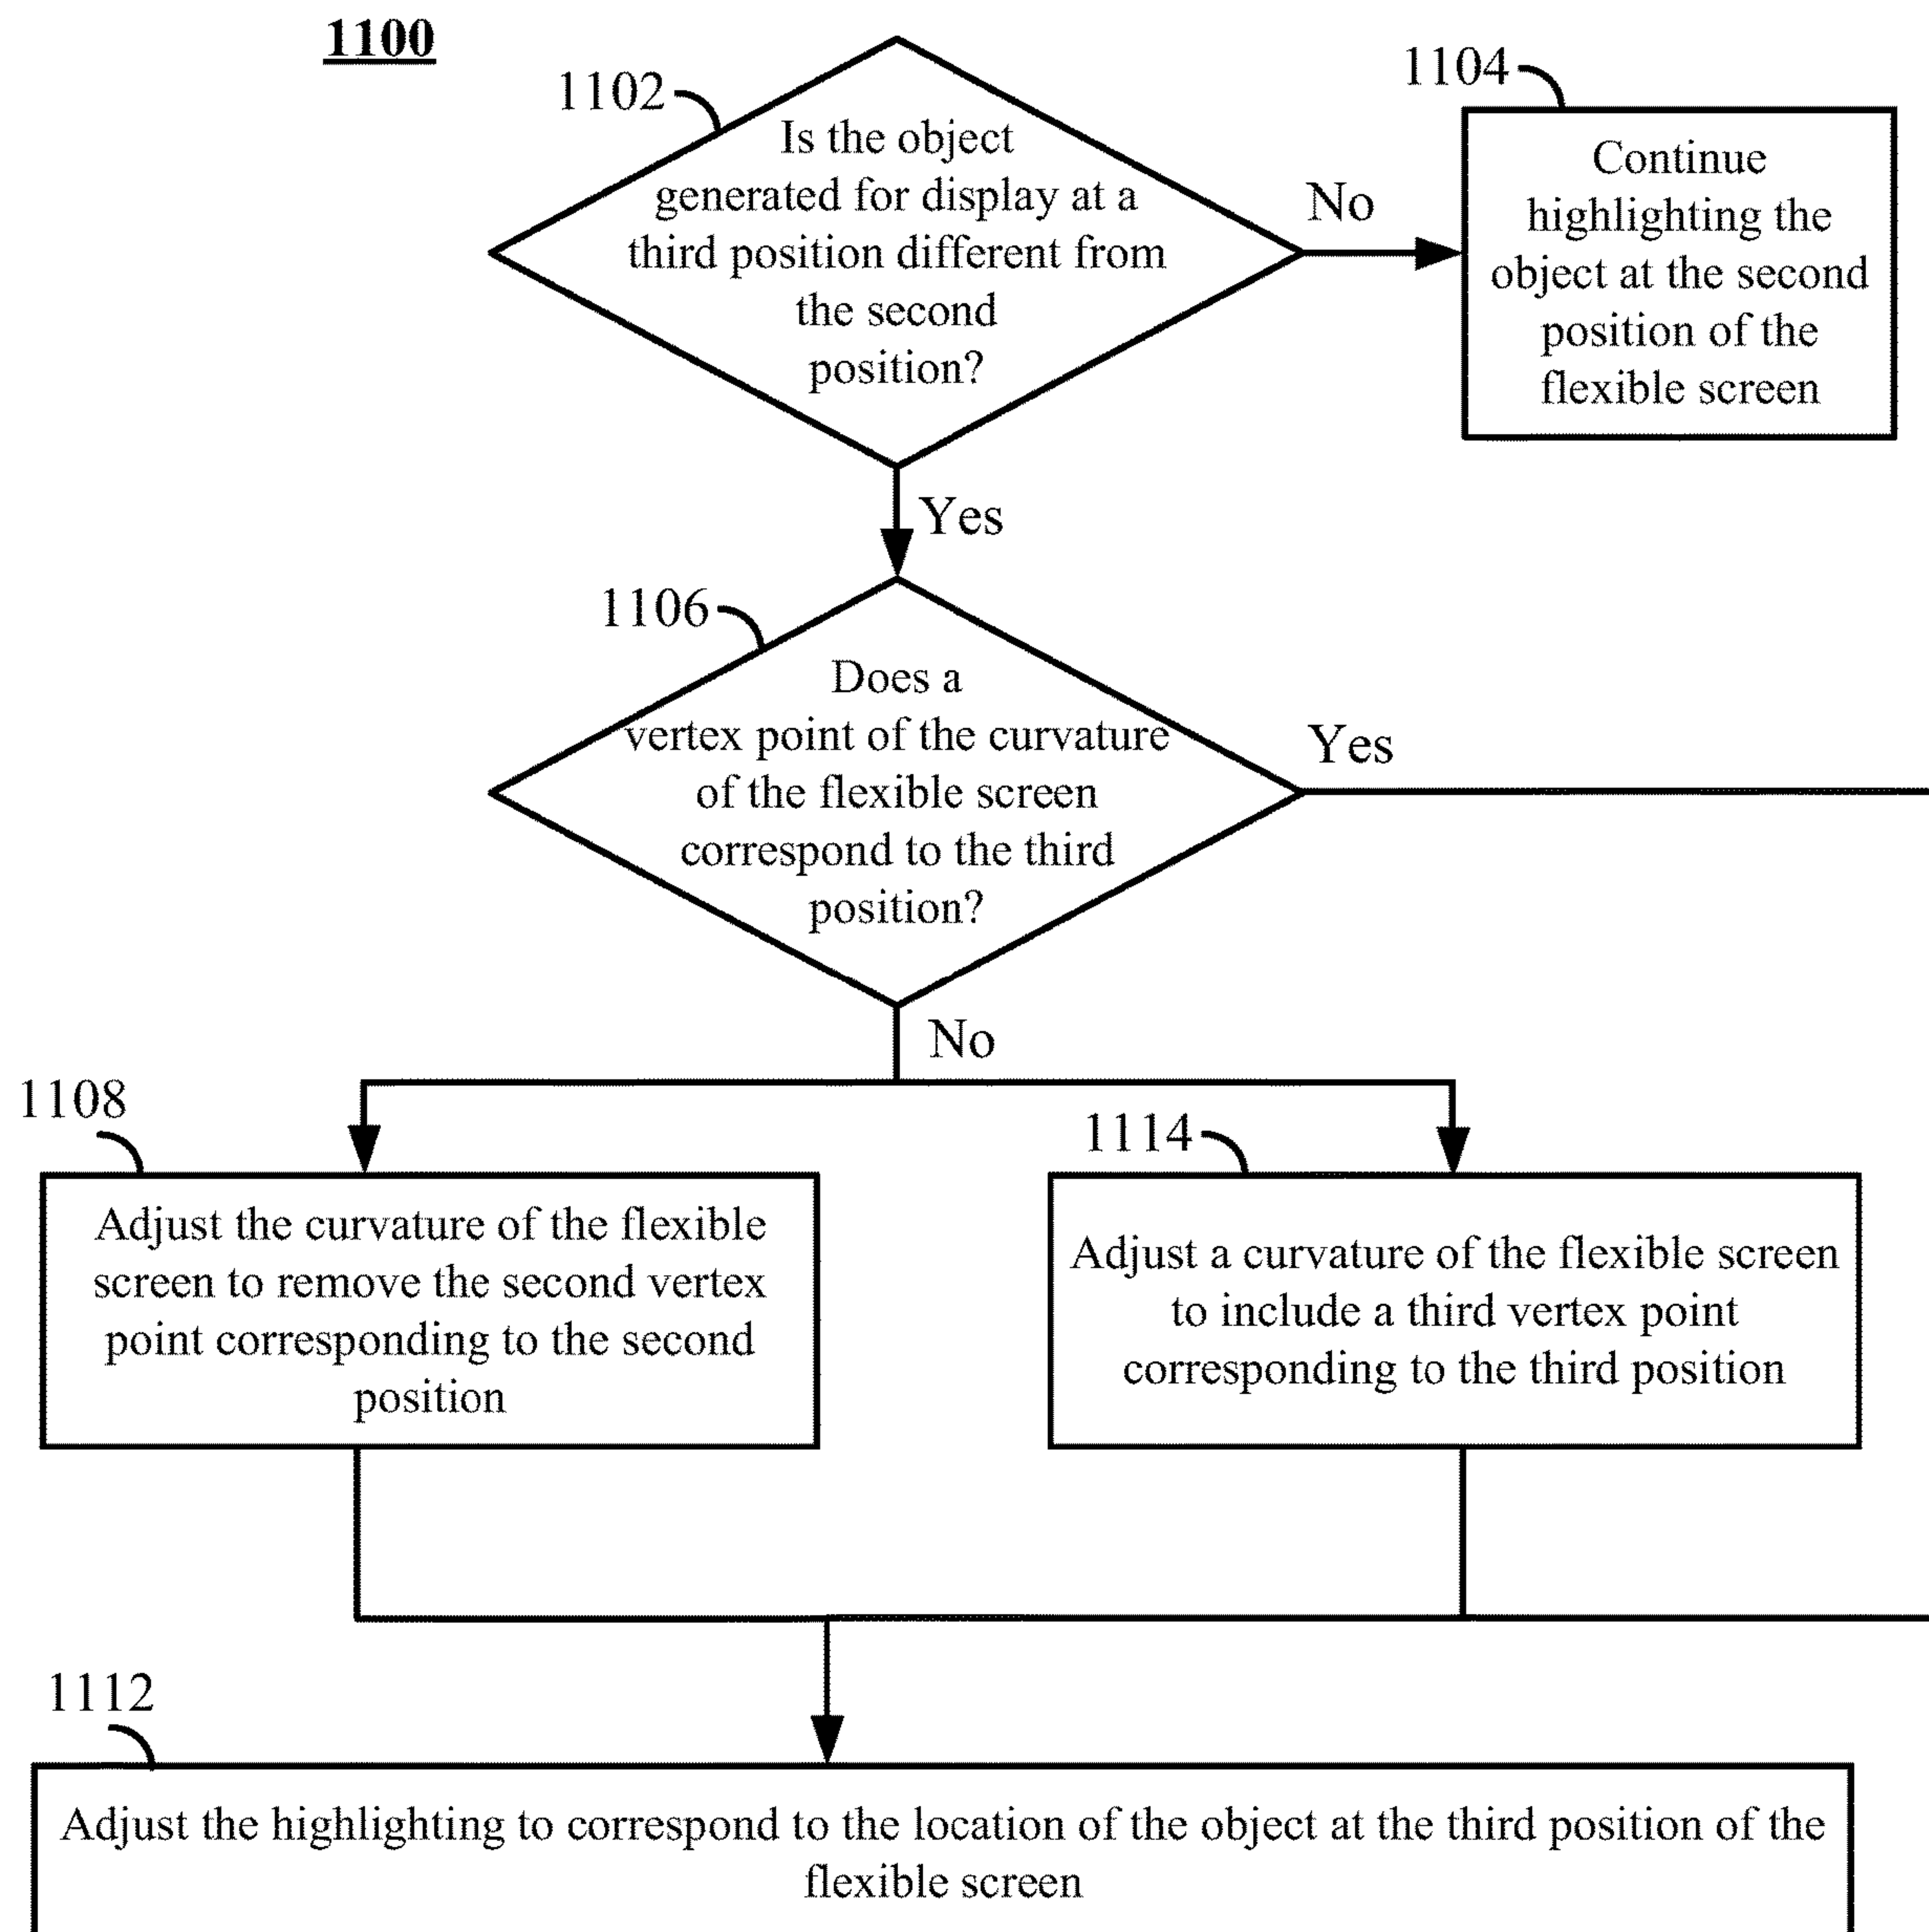 1100
1102
Is the object
generated for display at a
third position different from
the second
position?
No
1104
Continue
highlighting the
object at the second
position of the
flexible screen
Yes
1106
Does a
vertex point of the curvature
of the flexible screen
correspond to the third
position?
Yes
No
1108
Adjust the curvature of the flexible
screen to remove the second vertex
point corresponding to the second
position
1114
Adjust a curvature of the flexible screen
to include a third vertex point
corresponding to the third position
1112
Adjust the highlighting to correspond to the location of the object at the third position of the
flexible screen